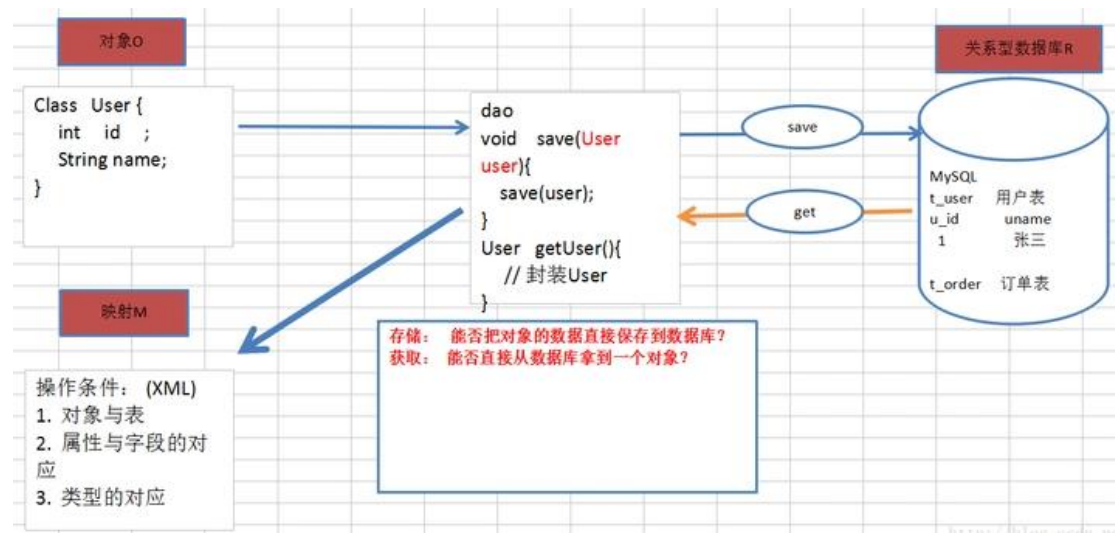 对象O
关系型数据库R
Class User {
int id ;
String name;
}
dao
void save(User
user){
save(user);
}
User getUser(){
// 封装User
}
save
get
MySQL
t_user 用户表
u_id uname
1 张三
t_order 订单表
映射M
操作条件： (XML)
1. 对象与表
2. 属性与字段的对
应
3. 类型的对应
存储： 能否把对象的数据直接保存到数据库？
获取： 能否直接从数据库拿到一个对象？